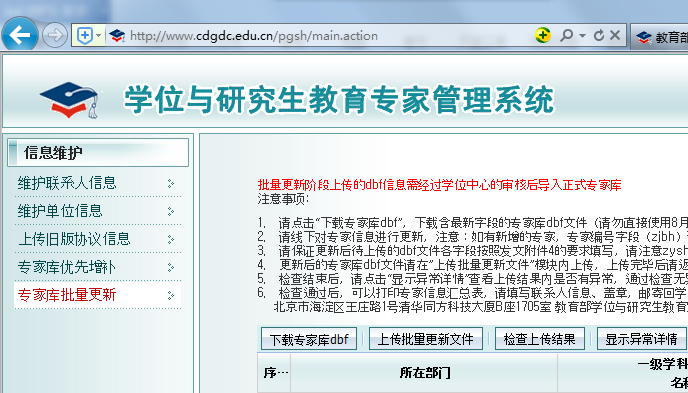 http://www.cdgdc.edu.cn/pgsh/main.action
教育部
学位与研究生教育专家管理系统
信息维护
维护联系人信息
维护单位信息
上传旧版协议信息
专家库优先增补
专家库批量更新
批量更新阶段上传的dbf信息需经过学位中心的审核后导入正式专家库
注意事项:
1、请点击"下载专家库dbf"，下载含最新字段的专家库dbf文件（请勿直接使用8月
2、请线下对专家信息进行更新，注意：如有新增的专家，专家编号字段（zjbh）
3、请保证更新后待上传的dbf文件各字段按照发文附件4的要求填写，请注意zysh
4、更新后的专家库dbf文件请在"上传批量更新文件"模块内上传，上传完毕后请返
5、检查结束后，请点击"显示异常详情"查看上传结果内是否有异常，通过检查无
6、检查通过后，可以打印专家信息汇总表，请填写联系人信息、盖章，邮寄回学
北京市海淀区王庄路1号清华同方科技大厦B座1705室 教育部学位与研究生教育
下载专家库dbf
上传批量更新文件
检查上传结果
显示异常详情
序…
所在部门
一级学科
名称